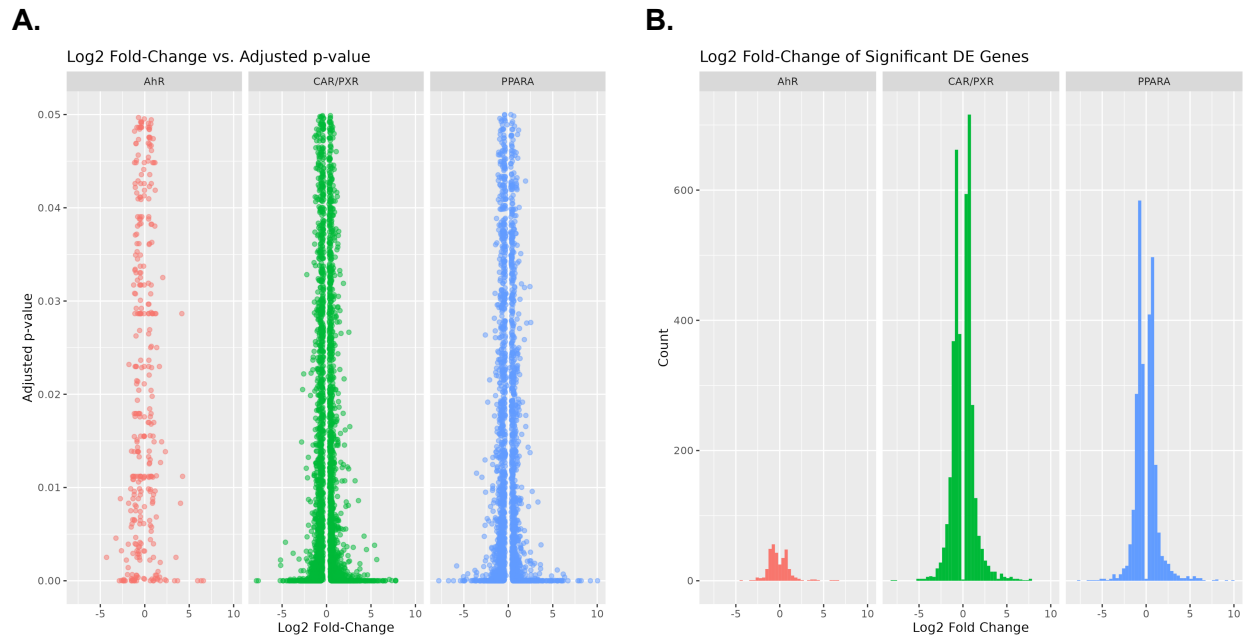 A.
Log2 Fold-Change vs. Adjusted p-value
AhR
CAR/PXR
PPARA
0.05
0.04
0.03
0.02
0.01
0.00
Adjusted p-value
-5 0 5 10
-5 0 5 10
-5 0 5 10
Log2 Fold-Change
B.
Log2 Fold-Change of Significant DE Genes
AhR
CAR/PXR
PPARA
600
400
200
0
Count
-5 0 5 10
-5 0 5 10
-5 0 5 10
Log2 Fold Change